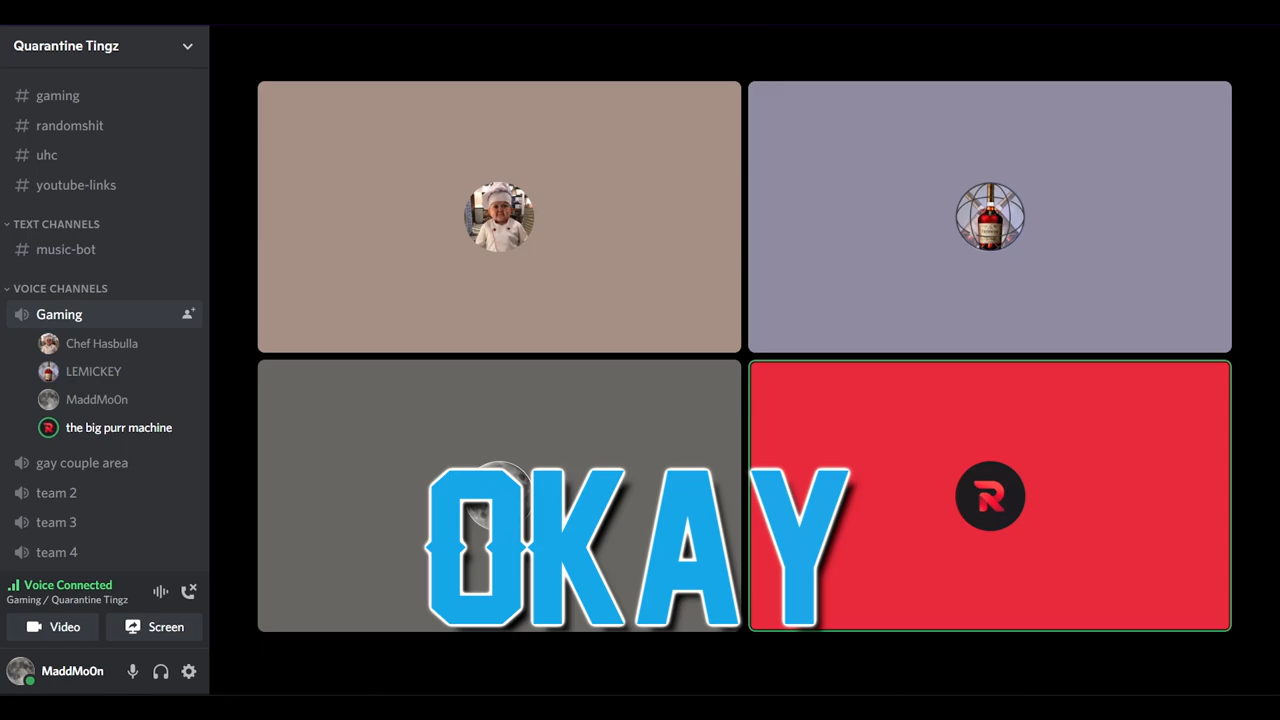 Quarantine Tingz
# gaming
# randomshit
# uhc
# youtube-links
TEXT CHANNELS
# music-bot
VOICE CHANNELS
Gaming
Chef Hasbulla
LEMICKEY
MaddMo0n
the big purr machine
gay couple area
team 2
team 3
team 4
Voice Connected
Gaming / Quarantine Tingz
Video
Screen
MaddMo0n
R
OKAY